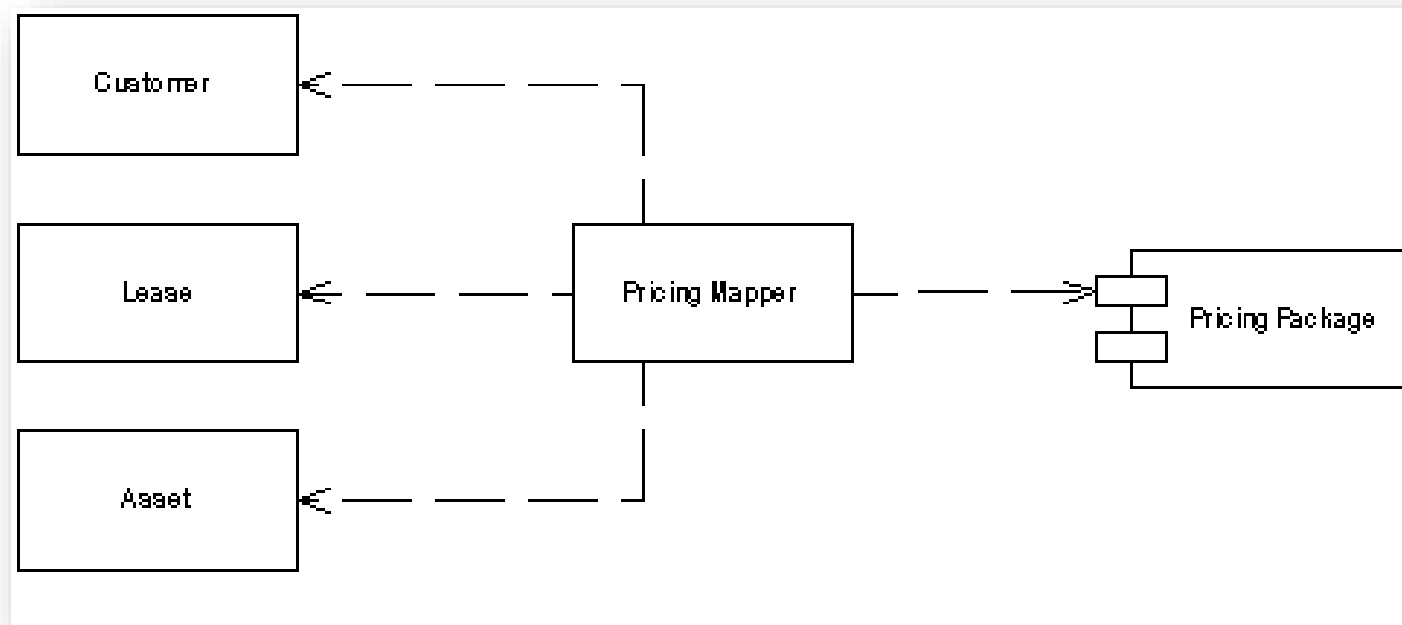 Customer
Lease
Pricing Mapper
Pricing Package
Asset